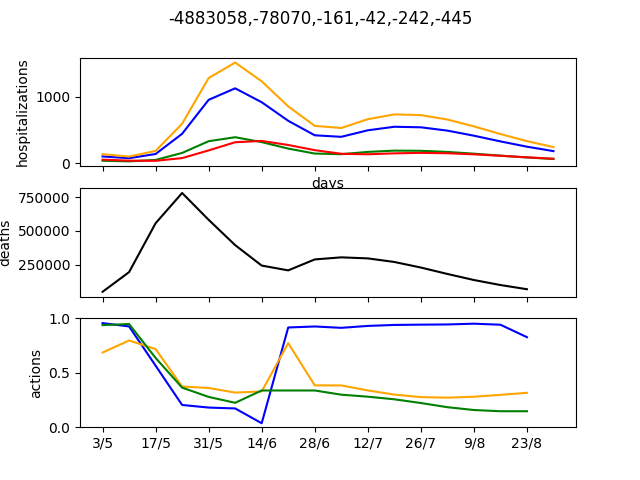 -4883058,-78070,-161,-42,-242,-445
hospitalizations
1000
0
days
deaths
750000
500000
250000
actions
1.0
0.5
0.0
3/5 17/5 31/5 14/6 28/6 12/7 26/7 9/8 23/8